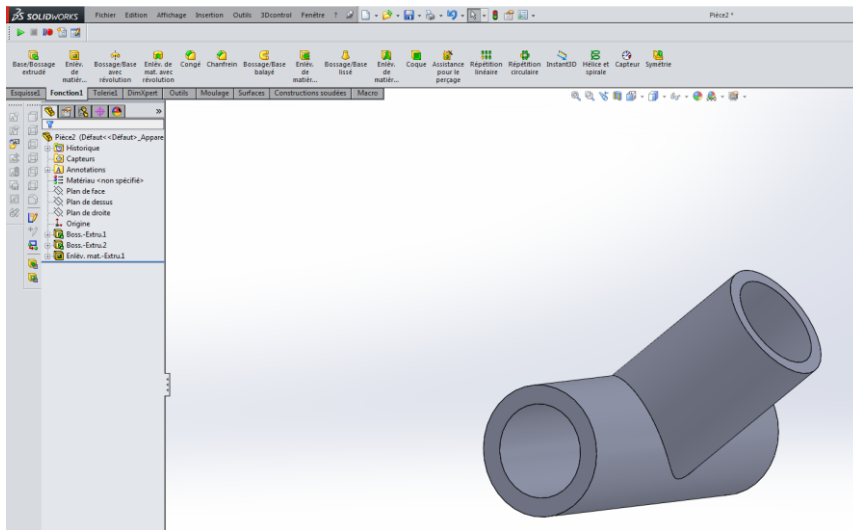 SOLIDWORKS Fichier Edition Affichage Insertion Outils 3Dcontrol Fenêtre ? Pièce2 *
Base/Bossage Enlèv. Bossage/Base Enlèv. de Congé Chanfrein Bossage/Base Enlèv. Bossage/Base Enlèv. Coque Assistance Répétition Répétition Instant3D Hélice et Capteur Symétrie
extrudé de avec mat. avec balayé de lissé de pour le linéaire circulaire spirale
matièr... révolution révolution matièr... matièr... perçage
Esquisse1 Fonction1 Tolerie1 DimXpert Outils Moulage Surfaces Constructions soudées Macro
»
Pièce2 (Défaut<<Défaut>_Appare
Historique
Capteurs
Annotations
Matériau <non spécifié>
Plan de face
Plan de dessus
Plan de droite
Origine
Boss.-Extru.1
Boss.-Extru.2
Enlèv. mat.-Extru.1